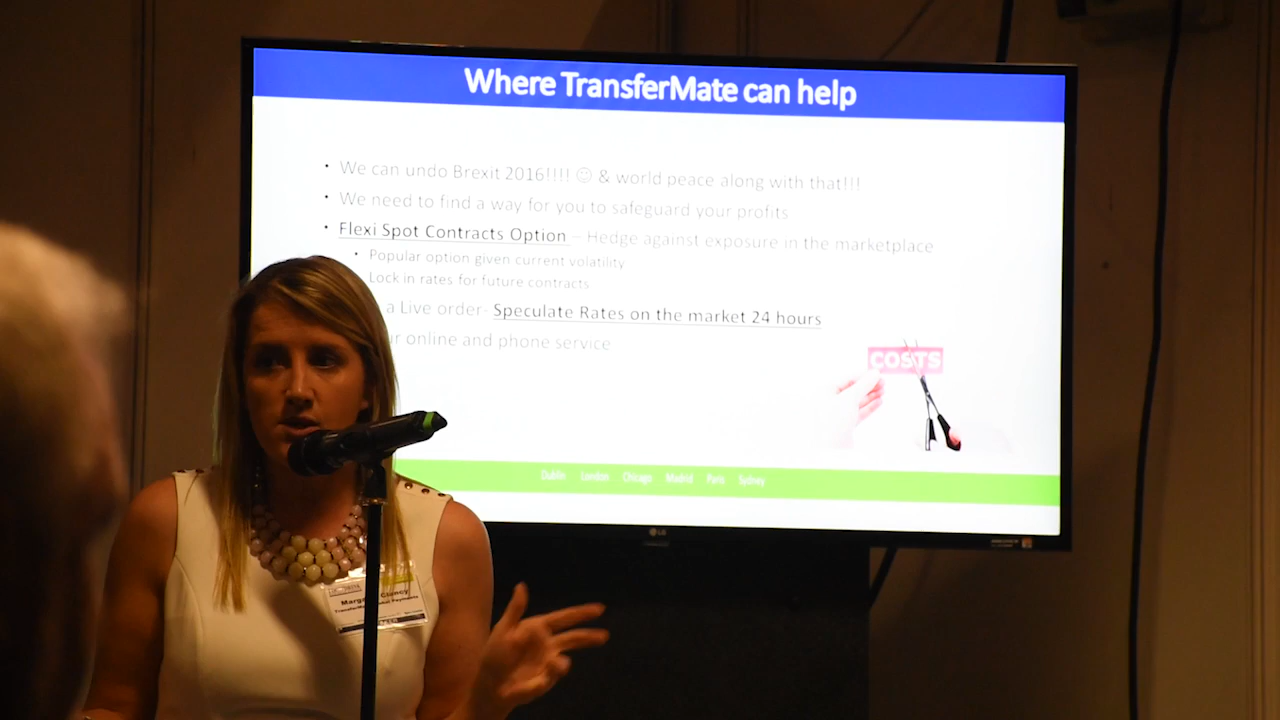 Where TransferMate can help
• We can undo Brexit 2016!!!! ☺ & world peace along with that!!!
• We need to find a way for you to safeguard your profits
• Flexi Spot Contracts Option – Hedge against exposure in the marketplace
• Popular option given current volatility
Lock in rates for future contracts
a Live order- Speculate Rates on the market 24 hours
online and phone service
COSTS
Dublin London Chicago Madrid Paris Sydney
LG
Clancy